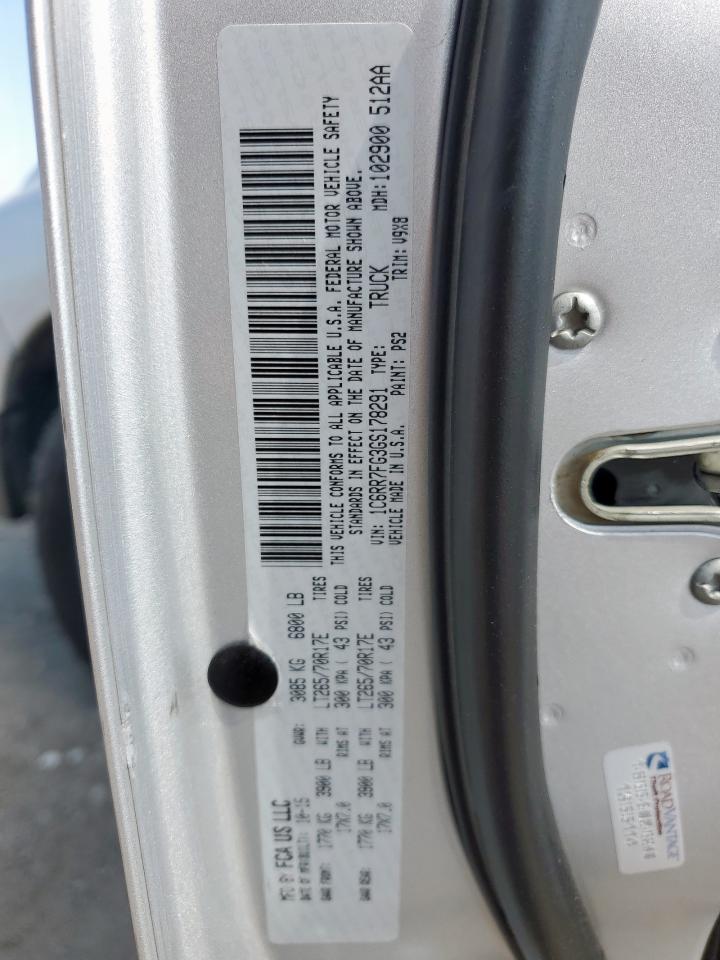 MFD BY FCA US LLC
DATE OF MFR(BUILT): 10-15 GVWR: 3085 KG 6800 LB
GAWR FRONT: 1770 KG 3900 LB WITH LT265/70R17E TIRES
17X7.0 RIMS AT 300 KPA( 43 PSI) COLD
GAWR REAR: 1770 KG 3900 LB WITH LT265/70R17E TIRES
17X7.0 RIMS AT 300 KPA( 43 PSI) COLD
THIS VEHICLE CONFORMS TO ALL APPLICABLE U.S.A. FEDERAL MOTOR VEHICLE SAFETY
STANDARDS IN EFFECT ON THE DATE OF MANUFACTURE SHOWN ABOVE.
VIN: 1C6RR7FG3GS178291 TYPE: TRUCK MDH:102900 512AA
VEHICLE MADE IN U.S.A. PAINT: PS2 TRIM: V9X8
ROADVANTAGE